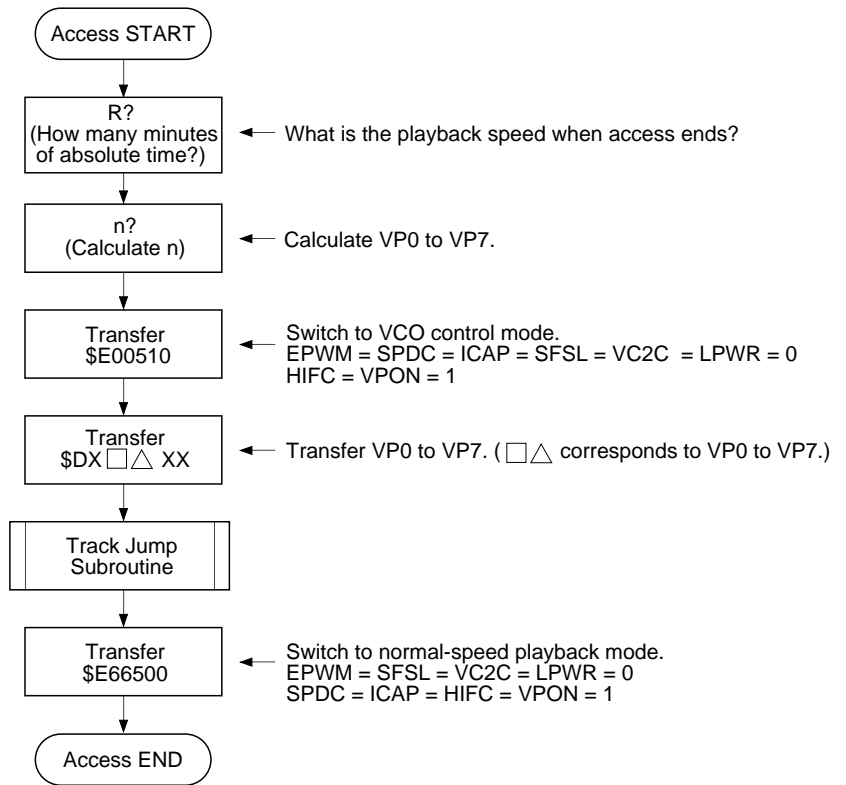 Access START
R?
(How many minutes
of absolute time?)
What is the playback speed when access ends?
n?
(Calculate n)
Calculate VP0 to VP7.
Transfer
$E00510
Switch to VCO control mode.
EPWM = SPDC = ICAP = SFSL = VC2C = LPWR = 0
HIFC = VPON = 1
Transfer
$DX □△ XX
Transfer VP0 to VP7. ( □△ corresponds to VP0 to VP7.)
Track Jump
Subroutine
Transfer
$E66500
Switch to normal-speed playback mode.
EPWM = SFSL = VC2C = LPWR = 0
SPDC = ICAP = HIFC = VPON = 1
Access END